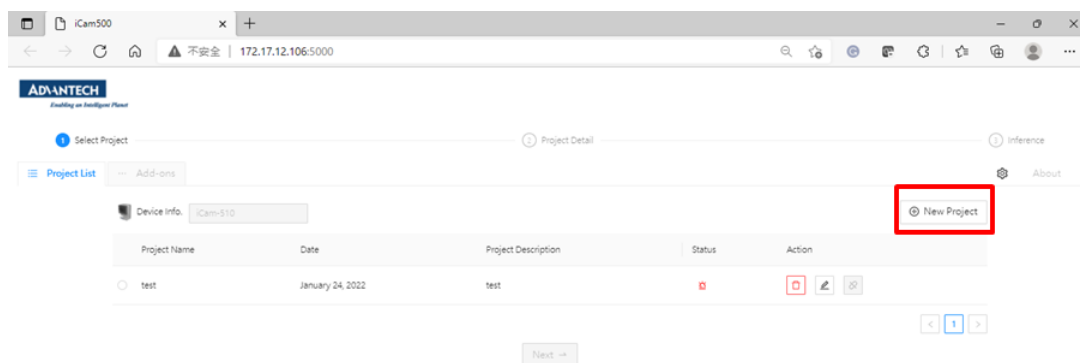 iCam500
不安全 172.17.12.106:5000
ADVANTECH
Enabling an Intelligent Planet
1 Select Project 2 Project Detail 3 Inference
Project List Add-ons About
Device Info. iCam-510 New Project
Project Name Date Project Description Status Action
test January 24, 2022 test
< 1 >
Next →